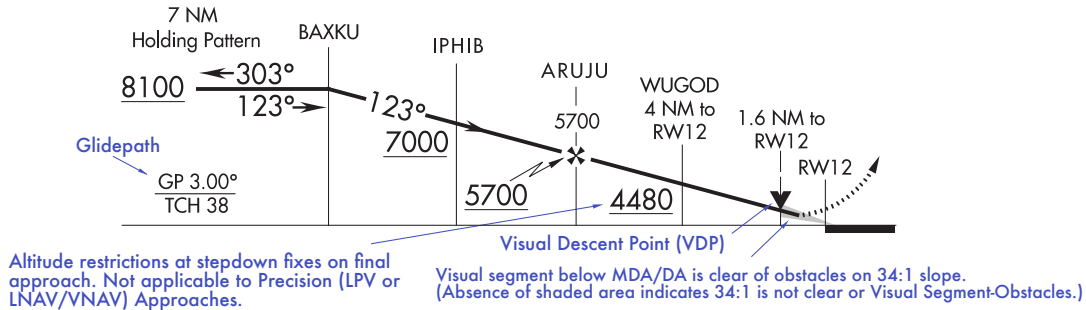 7 NM
Holding Pattern
BAXKU
IPHIB
ARUJU
5700
WUGOD
4 NM to
RW12
1.6 NM to
RW12
RW12
8100
303°
123°
123°
7000
5700
4480
Glidepath
GP 3.00°
TCH 38
Altitude restrictions at stepdown fixes on final
approach. Not applicable to Precision (LPV or
LNAV/VNAV) Approaches.
Visual Descent Point (VDP)
Visual segment below MDA/DA is clear of obstacles on 34:1 slope.
(Absence of shaded area indicates 34:1 is not clear or Visual Segment-Obstacles.)